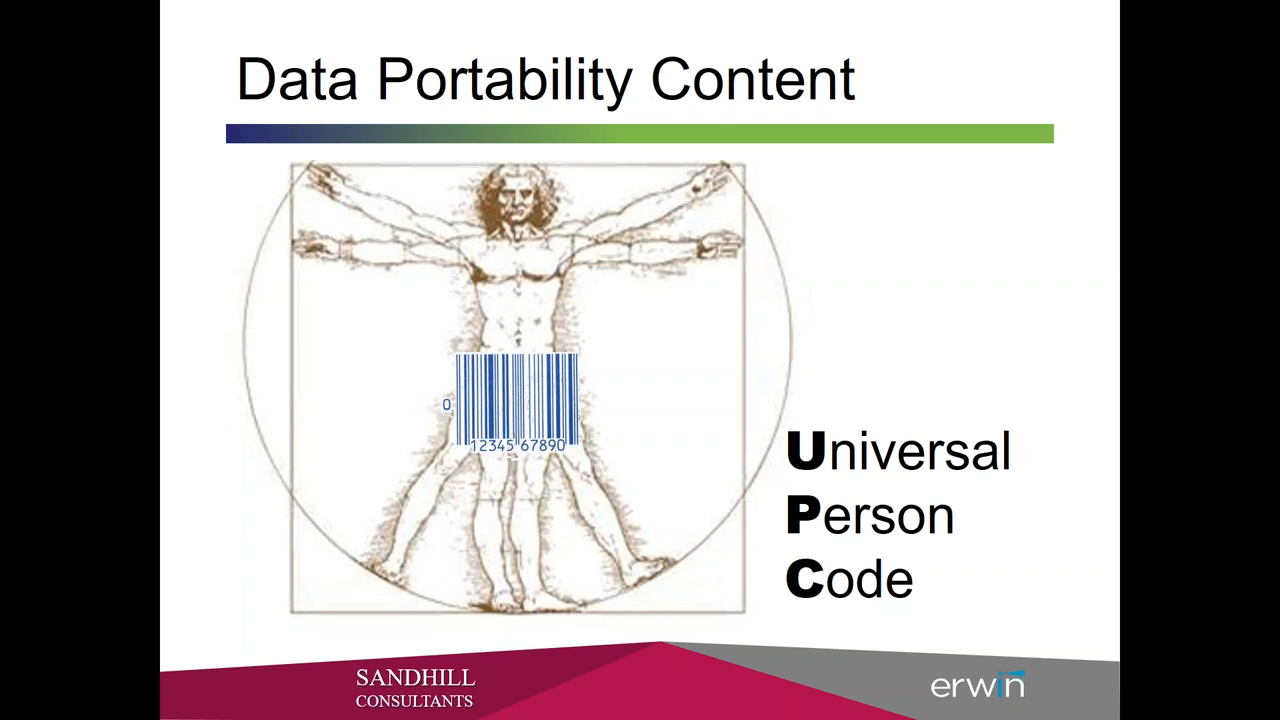 Data Portability Content
0
12345 67890
Universal
Person
Code
SANDHILL
CONSULTANTS
erwin